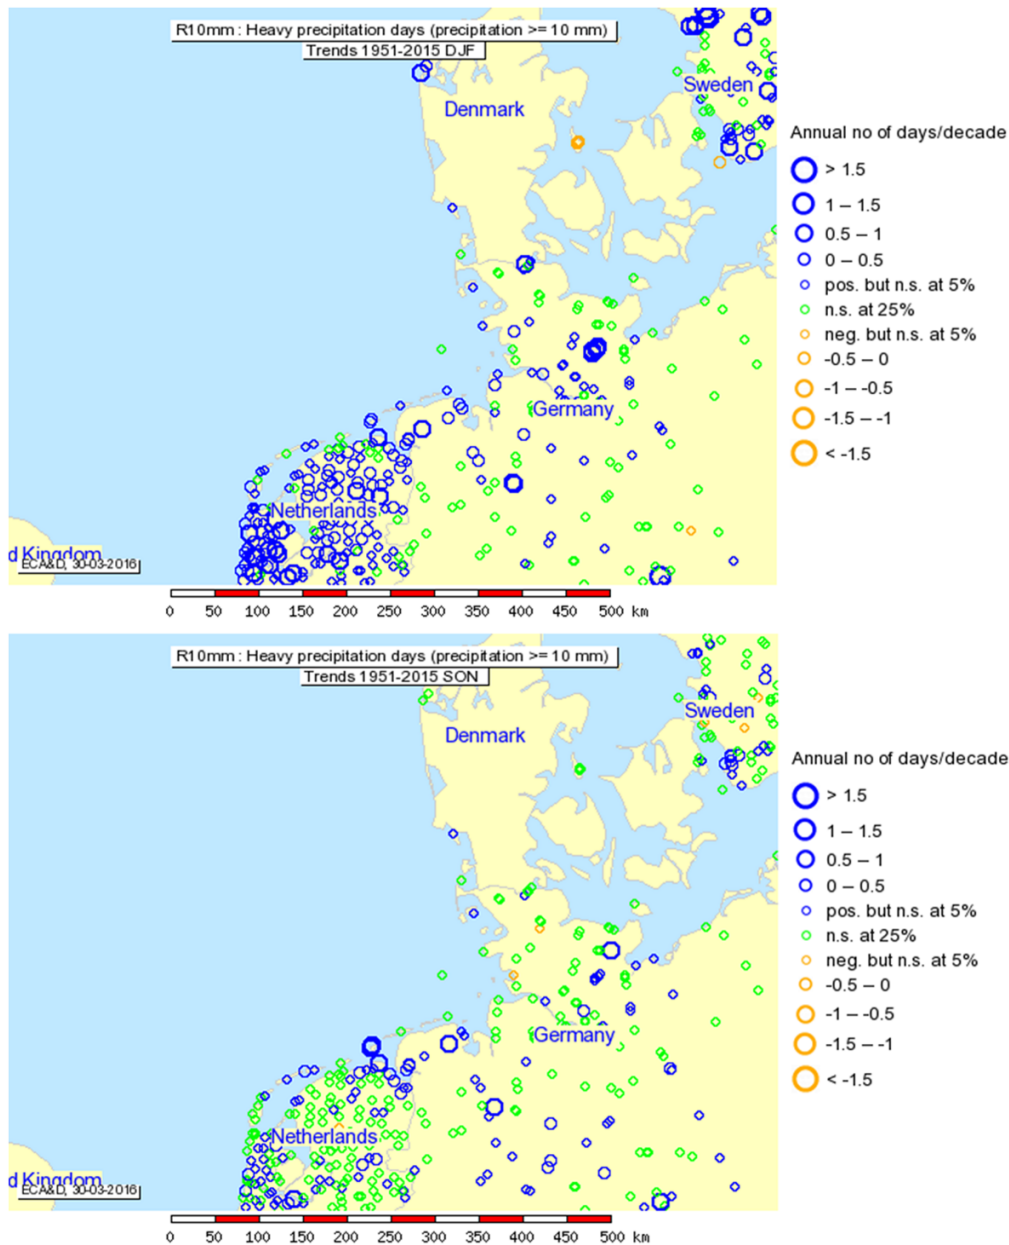 R10mm : Heavy precipitation days (precipitation >= 10 mm)
Trends 1951-2015 DJF
Denmark
Sweden
Germany
Netherlands
d Kingdom
ECA&D, 30-03-2016
0 50 100 150 200 250 300 350 400 450 500 km
Annual no of days/decade
> 1.5
1 – 1.5
0.5 – 1
0 – 0.5
pos. but n.s. at 5%
n.s. at 25%
neg. but n.s. at 5%
-0.5 – 0
-1 – -0.5
-1.5 – -1
< -1.5
R10mm : Heavy precipitation days (precipitation >= 10 mm)
Trends 1951-2015 SON
Denmark
Sweden
Germany
Netherlands
d Kingdom
ECA&D, 30-03-2016
0 50 100 150 200 250 300 350 400 450 500 km
Annual no of days/decade
> 1.5
1 – 1.5
0.5 – 1
0 – 0.5
pos. but n.s. at 5%
n.s. at 25%
neg. but n.s. at 5%
-0.5 – 0
-1 – -0.5
-1.5 – -1
< -1.5